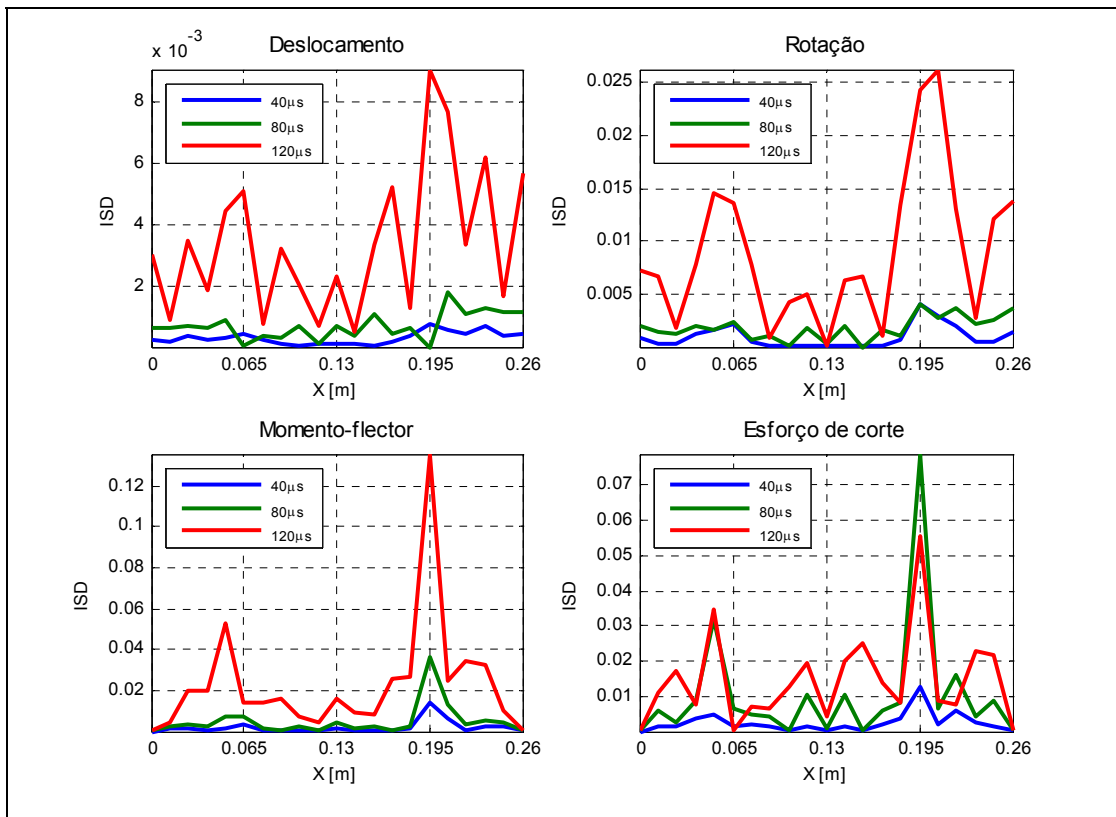 x 10⁻³
Deslocamento
ISD
8
6
4
2
40µs
80µs
120µs
0
0.065
0.13
0.195
0.26
X [m]
Rotação
ISD
0.025
0.02
0.015
0.01
0.005
40µs
80µs
120µs
0
0.065
0.13
0.195
0.26
X [m]
Momento-flector
ISD
0.12
0.1
0.08
0.06
0.04
0.02
40µs
80µs
120µs
0
0.065
0.13
0.195
0.26
X [m]
Esforço de corte
ISD
0.07
0.06
0.05
0.04
0.03
0.02
0.01
40µs
80µs
120µs
0
0.065
0.13
0.195
0.26
X [m]